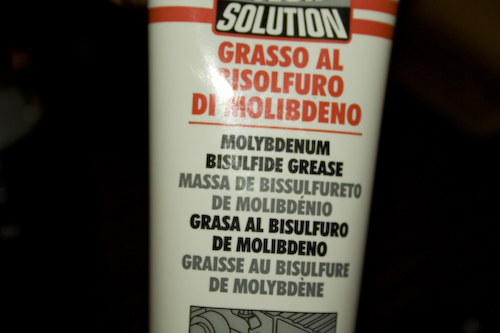 SOLUTION
GRASSO AL
BISOLFURO
DI MOLIBDENO
MOLYBDENUM
BISULFIDE GREASE
MASSA DE BISSULFURETO
DE MOLIBDÉNIO
GRASA AL BISULFURO
DE MOLIBDENO
GRAISSE AU BISULFURE
DE MOLYBDÈNE